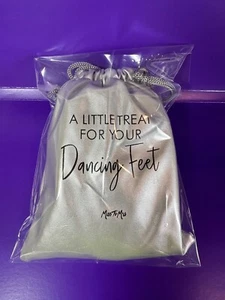 A LITTLE TREAT
FOR YOUR
Dancing Feet